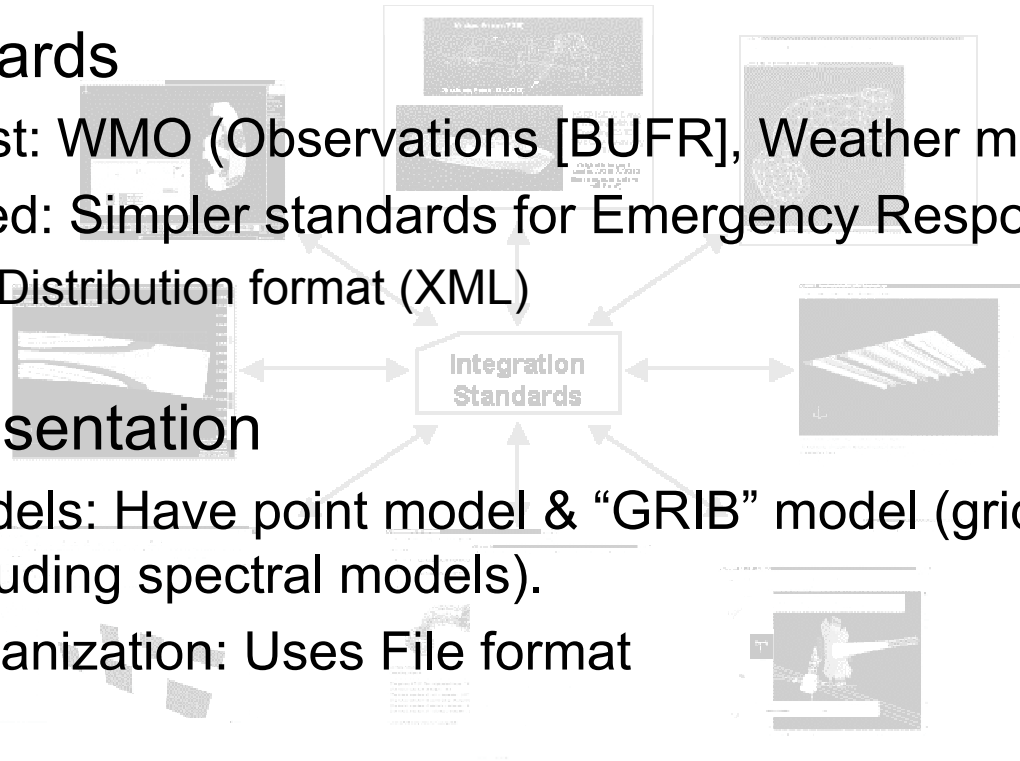 ards
st: WMO (Observations [BUFR], Weather m
ed: Simpler standards for Emergency Respo
Distribution format (XML)
Integration
Standards
sentation
dels: Have point model & “GRIB” model (gric
uding spectral models).
anization: Uses File format